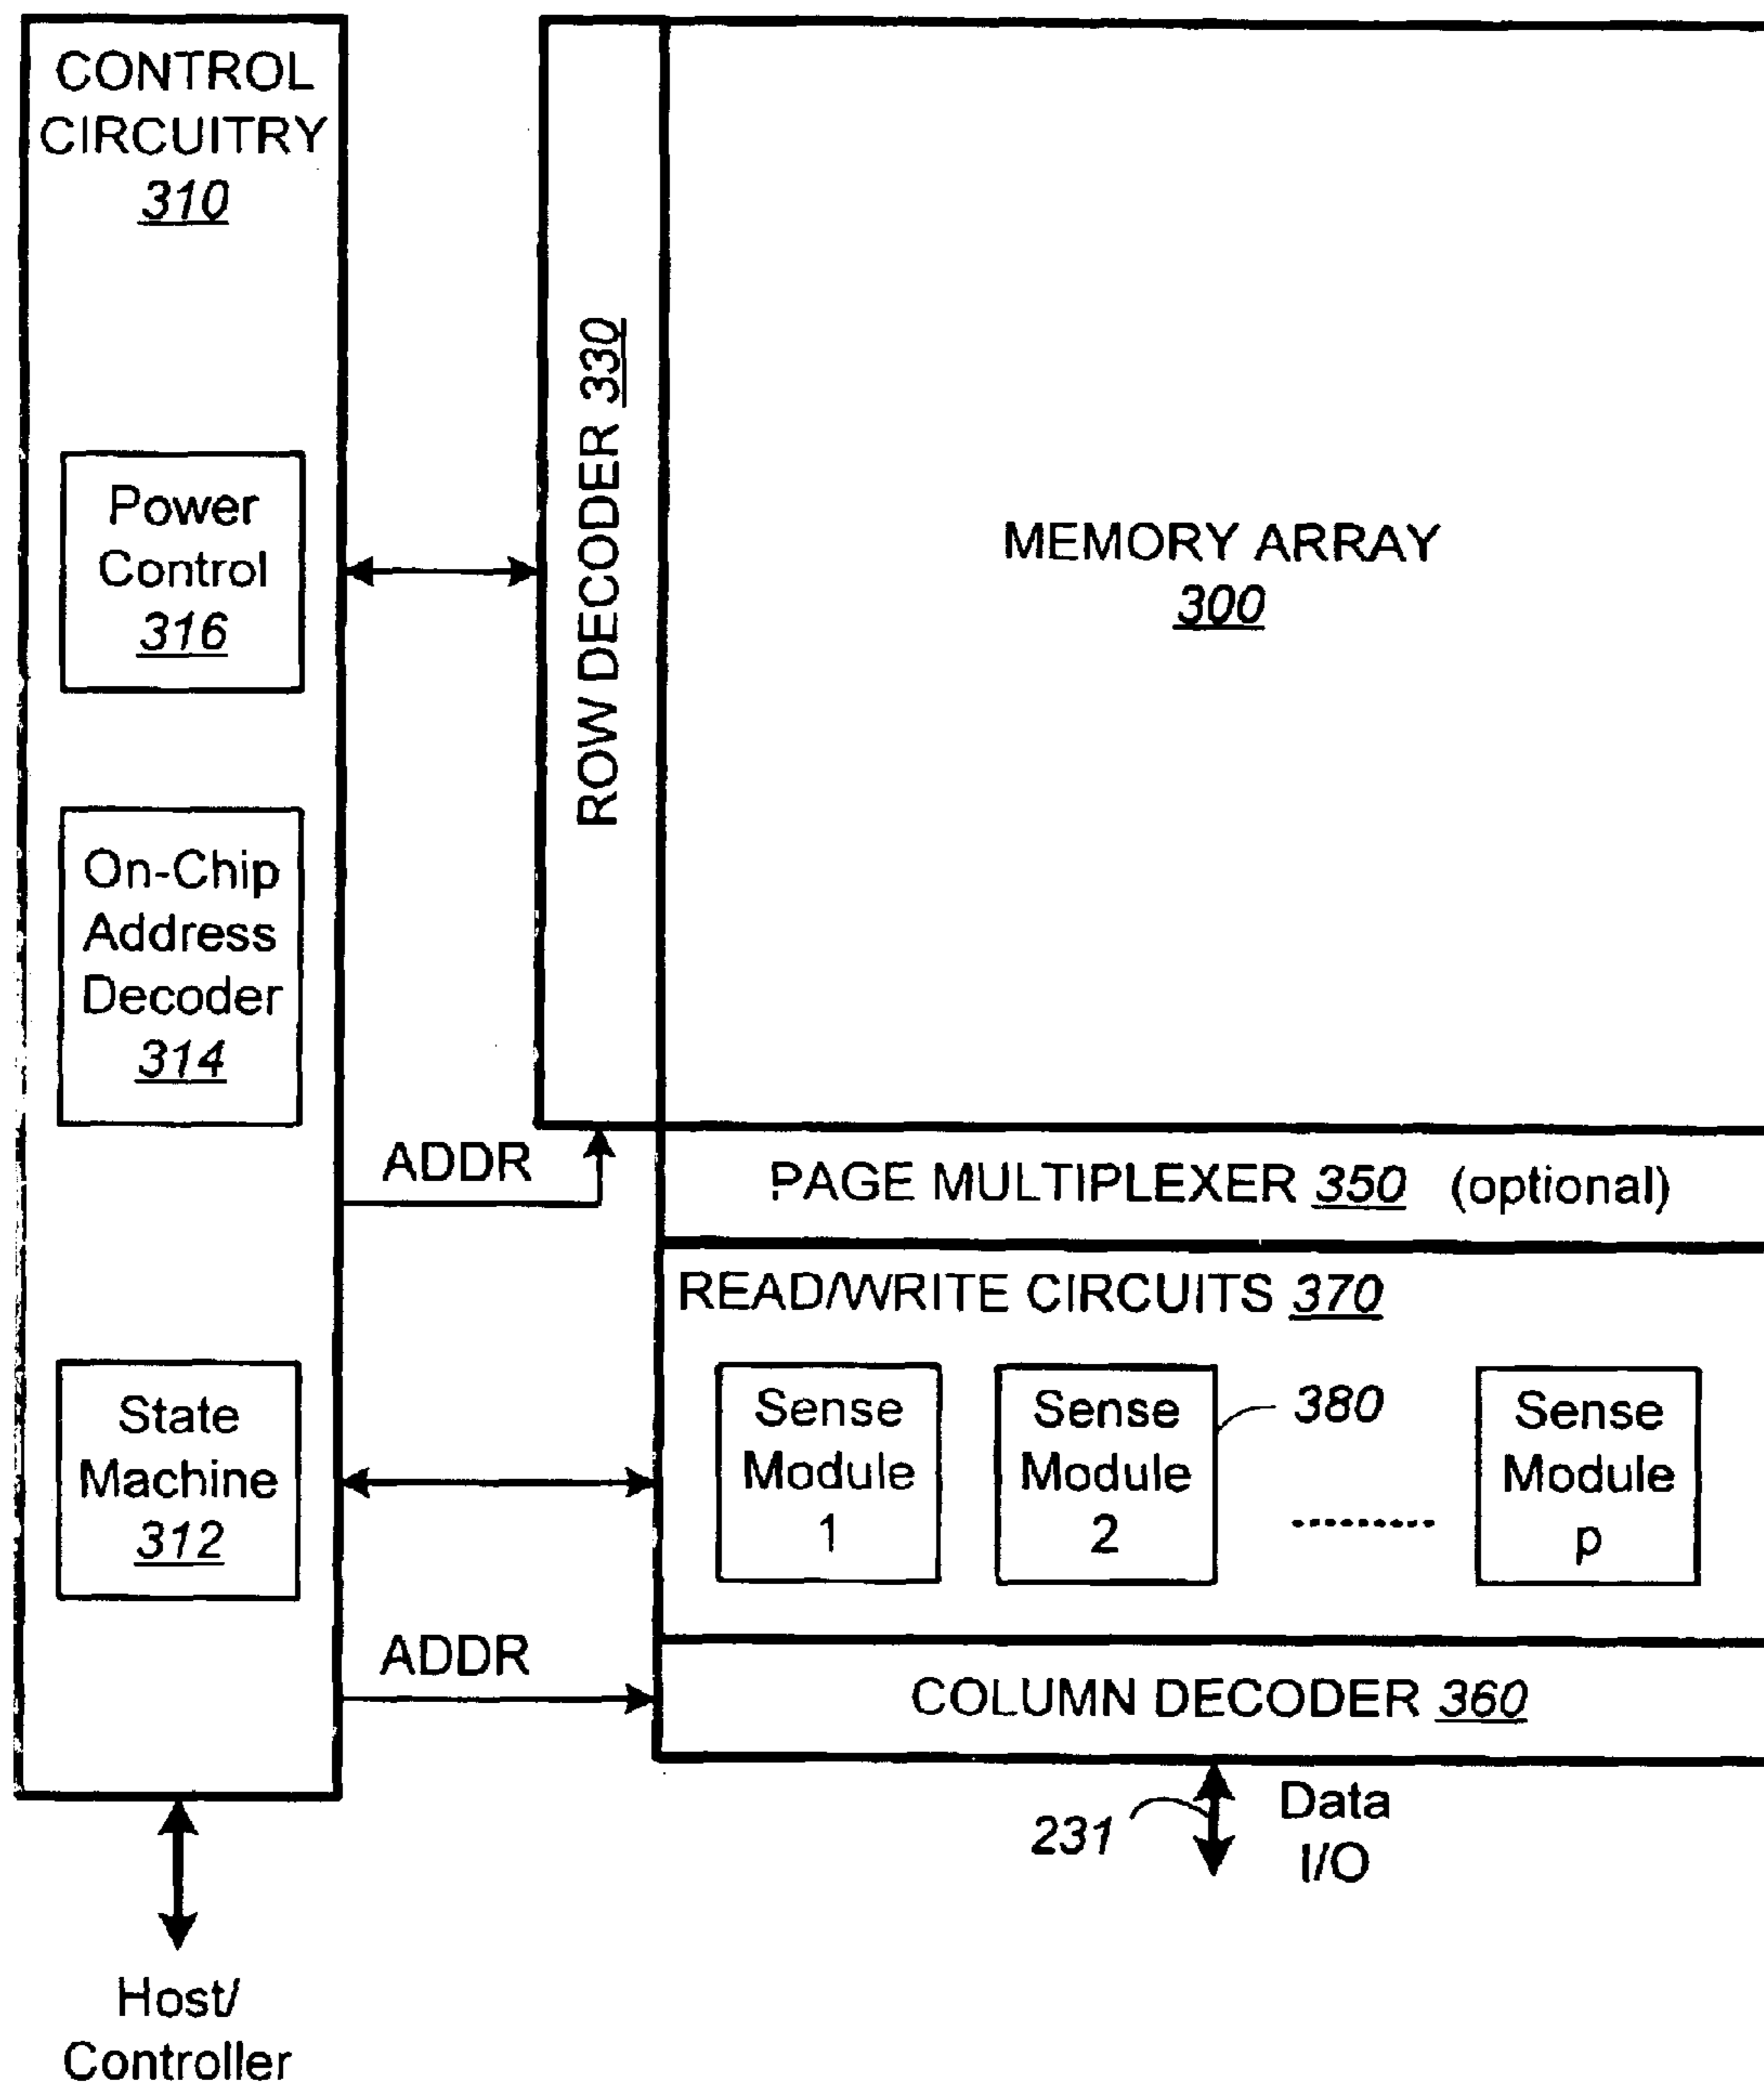 CONTROL
CIRCUITRY
310
Power
Control
316
On-Chip
Address
Decoder
314
State
Machine
312
ADDR
ADDR
Host/
Controller
ROW DECODER 330
MEMORY ARRAY
300
PAGE MULTIPLEXER 350 (optional)
READ/WRITE CIRCUITS 370
Sense
Module
1
Sense
Module
2
380
.........
Sense
Module
p
COLUMN DECODER 360
231
Data
I/O